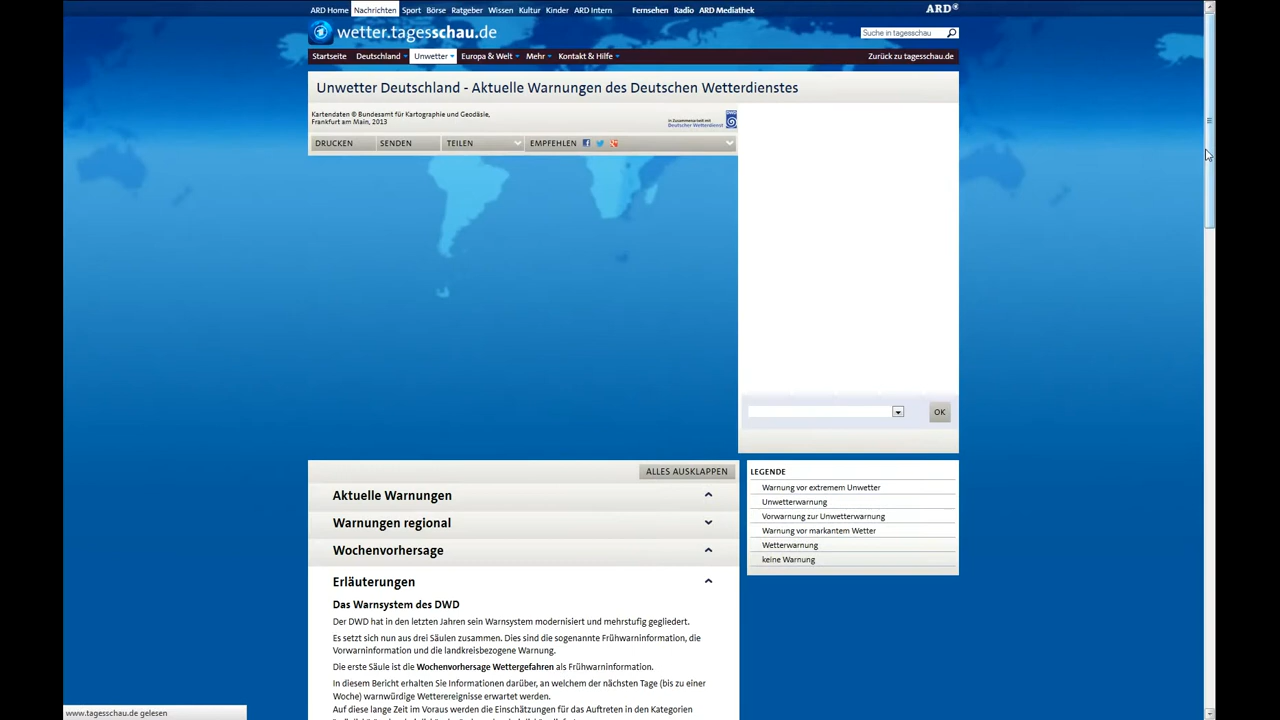 ARD Home Nachrichten Sport Börse Ratgeber Wissen Kultur Kinder ARD Intern Fernsehen Radio ARD Mediathek ARD
wetter.tagesschau.de
Suche in tagesschau
Startseite Deutschland Unwetter Europa & Welt Mehr Kontakt & Hilfe Zurück zu tagesschau.de
Unwetter Deutschland - Aktuelle Warnungen des Deutschen Wetterdienstes
Kartendaten © Bundesamt für Kartographie und Geodäsie,
Frankfurt am Main, 2013
in Zusammenarbeit mit
Deutscher Wetterdienst
DWD
DRUCKEN SENDEN TEILEN EMPFEHLEN
OK
ALLES AUSKLAPPEN
Aktuelle Warnungen
Warnungen regional
Wochenvorhersage
Erläuterungen
Das Warnsystem des DWD
Der DWD hat in den letzten Jahren sein Warnsystem modernisiert und mehrstufig gegliedert.
Es setzt sich nun aus drei Säulen zusammen. Dies sind die sogenannte Frühwarninformation, die
Vorwarninformation und die landkreisbezogene Warnung.
Die erste Säule ist die Wochenvorhersage Wettergefahren als Frühwarninformation.
In diesem Bericht erhalten Sie Informationen darüber, an welchem der nächsten Tage (bis zu einer
Woche) warnwürdige Wetterereignisse erwartet werden.
Auf diese lange Zeit im Voraus werden die Einschätzungen für das Auftreten in den Kategorien
LEGENDE
Warnung vor extremem Unwetter
Unwetterwarnung
Vorwarnung zur Unwetterwarnung
Warnung vor markantem Wetter
Wetterwarnung
keine Warnung
www.tagesschau.de gelesen